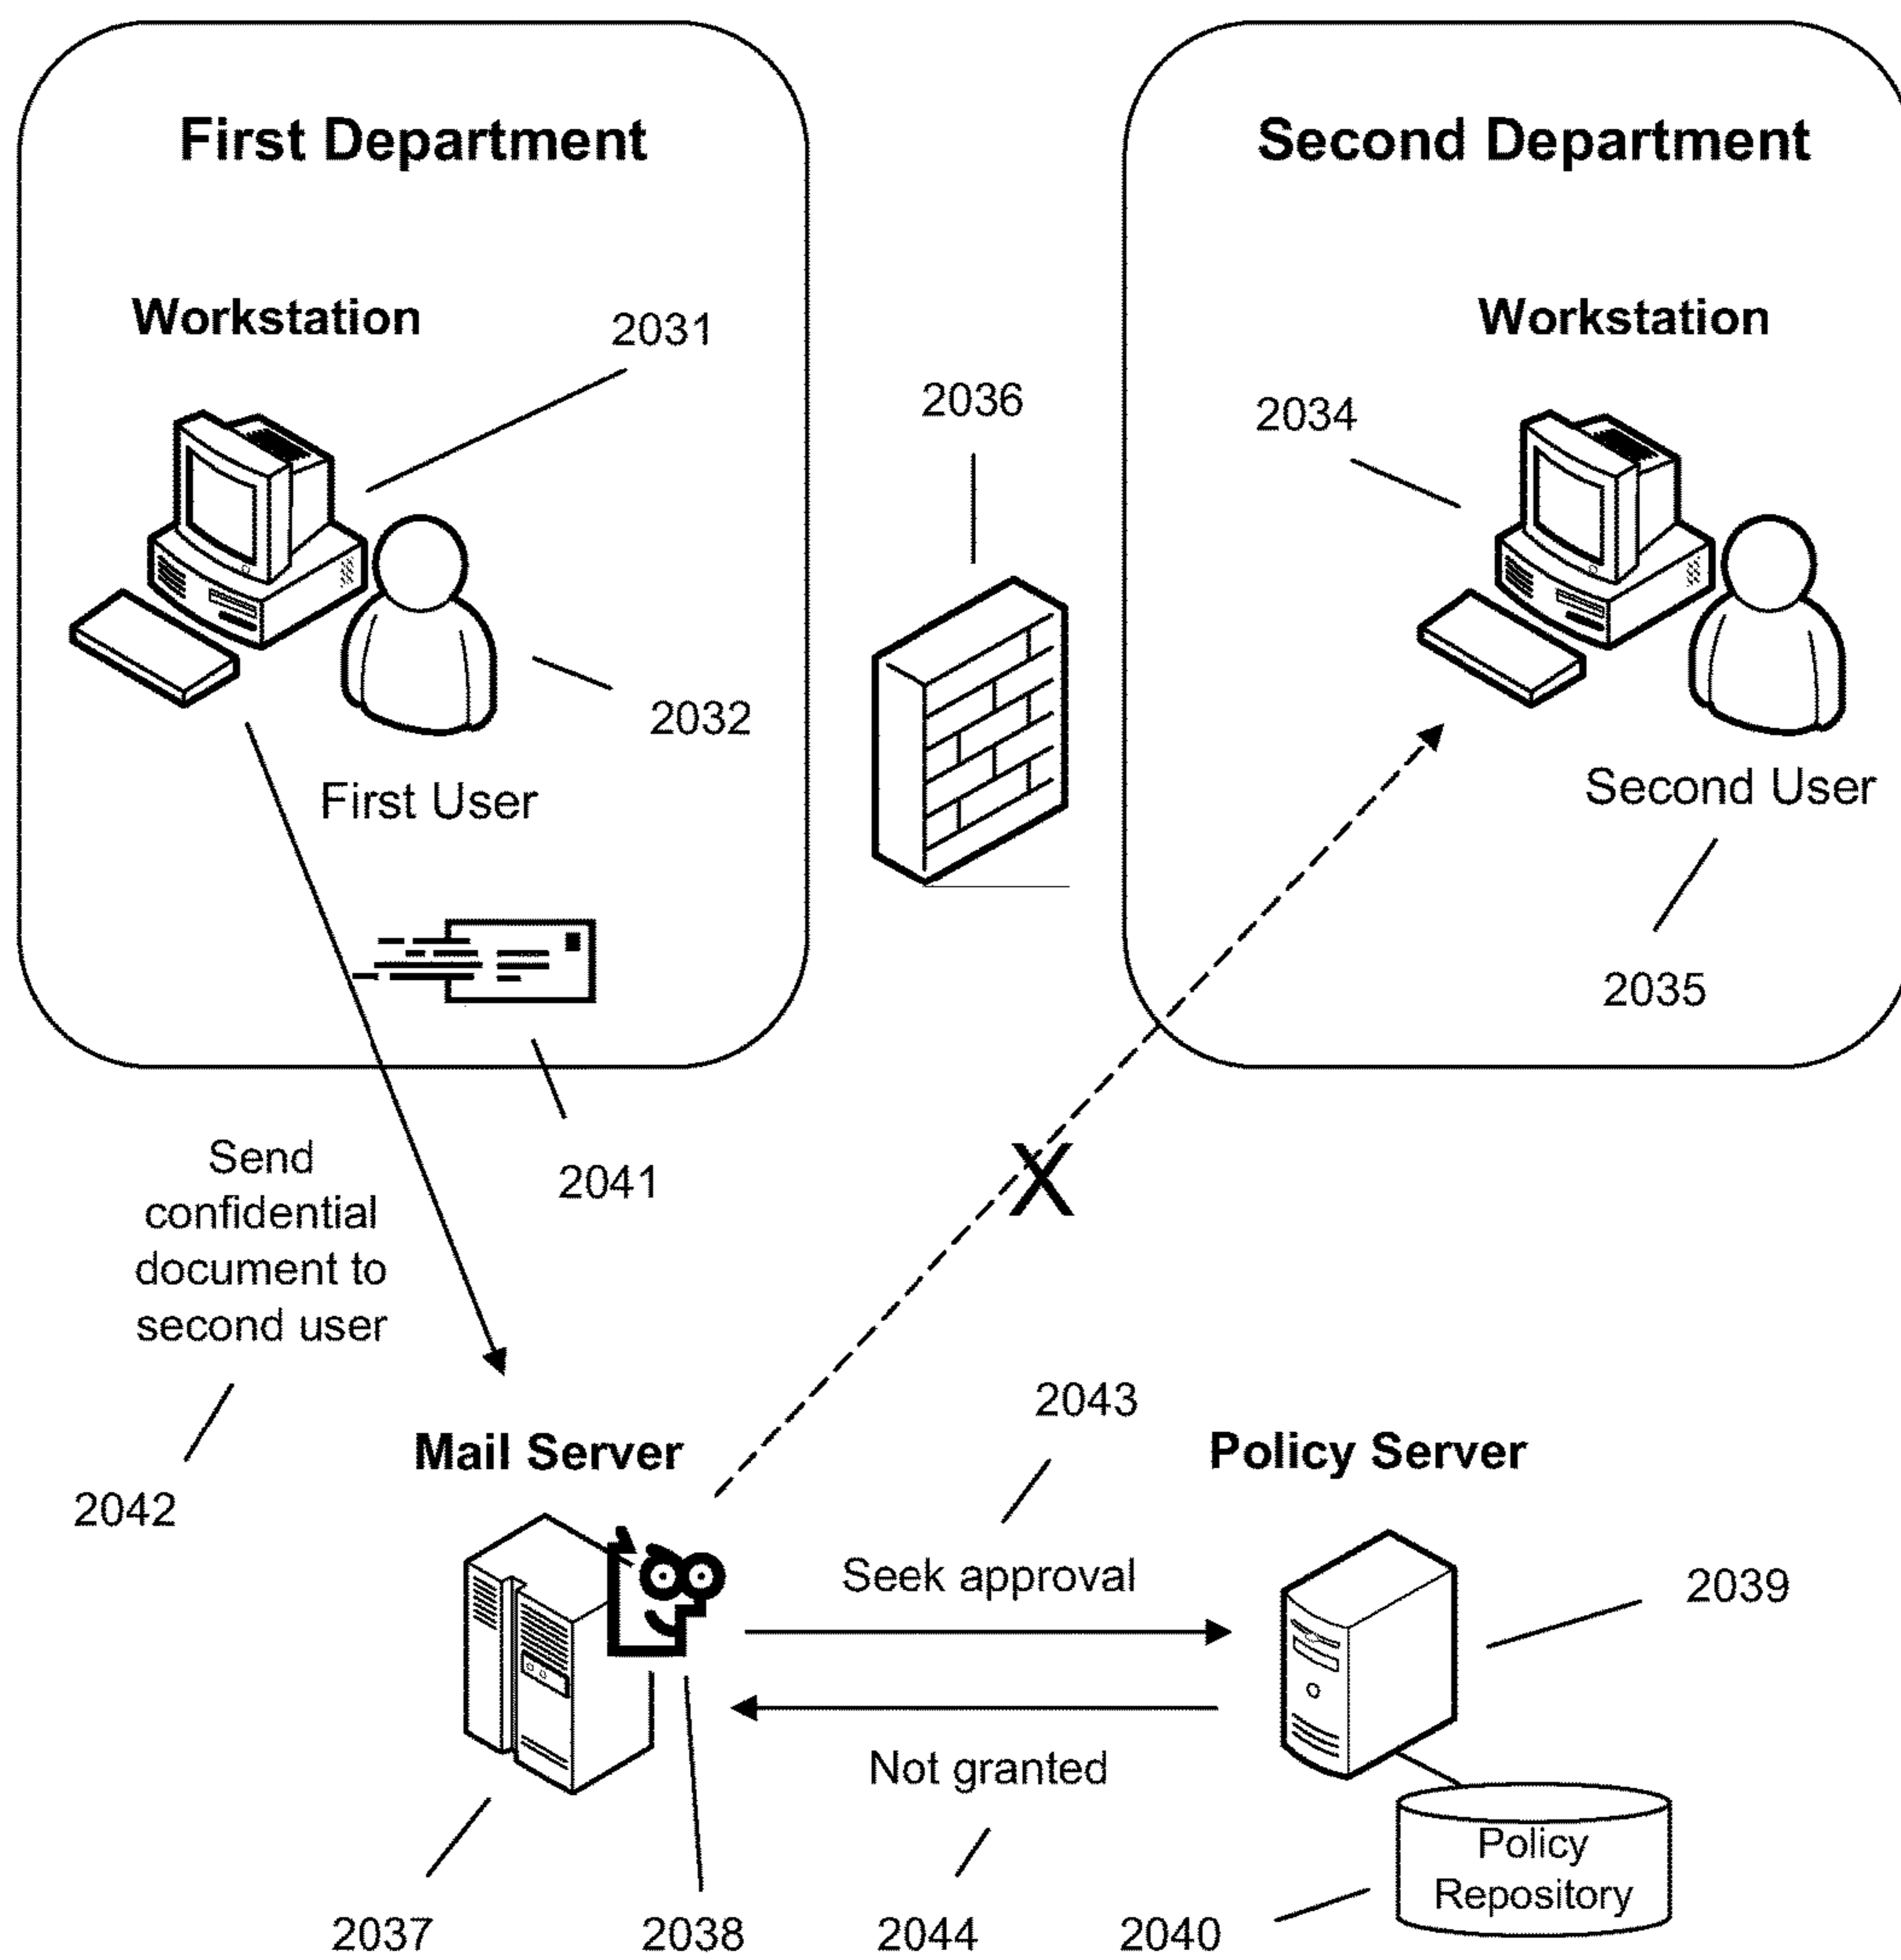 First Department
Second Department
Workstation
2031
Workstation
2036
2034
2032
First User
Second User
2035
2041
Send
confidential
document to
second user
2043
Mail Server
Policy Server
2042
Seek approval
2039
Not granted
Policy
Repository
2037
2038
2044
2040